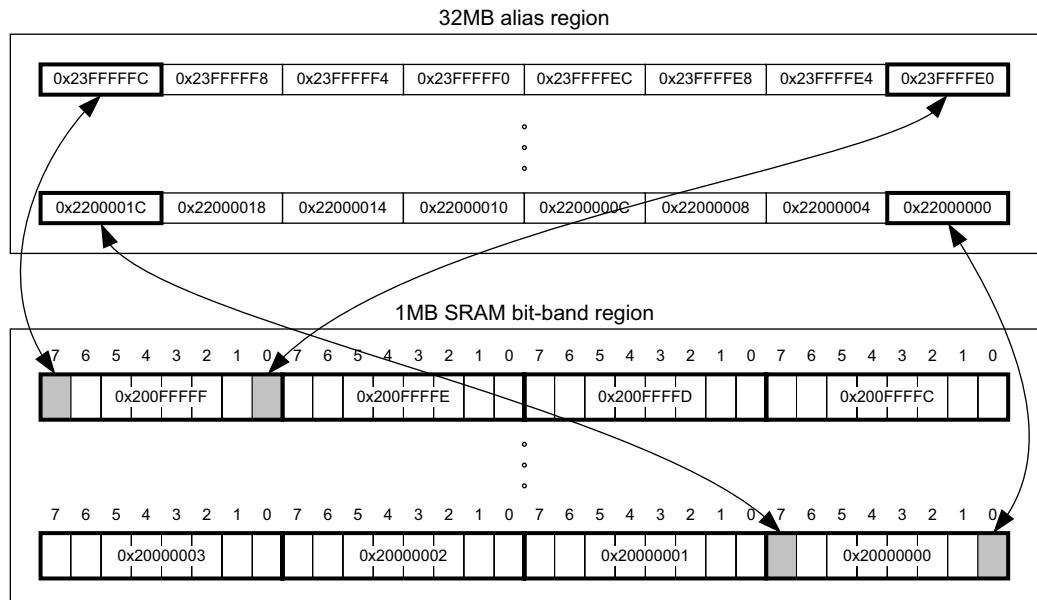 32MB alias region
0x23FFFFFC 0x23FFFFF8 0x23FFFFF4 0x23FFFFF0 0x23FFFFEC 0x23FFFFE8 0x23FFFFE4 0x23FFFFE0
0x2200001C 0x22000018 0x22000014 0x22000010 0x2200000C 0x22000008 0x22000004 0x22000000
1MB SRAM bit-band region
7 6 5 4 3 2 1 0 7 6 5 4 3 2 1 0 7 6 5 4 3 2 1 0 7 6 5 4 3 2 1 0
0x200FFFFF 0x200FFFFE 0x200FFFFD 0x200FFFFC
7 6 5 4 3 2 1 0 7 6 5 4 3 2 1 0 7 6 5 4 3 2 1 0 7 6 5 4 3 2 1 0
0x20000003 0x20000002 0x20000001 0x20000000